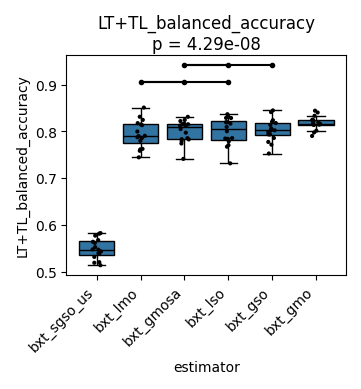 LT+TL_balanced_accuracy
p = 4.29e-08
LT+TL_balanced_accuracy
0.9
0.8
0.7
0.6
0.5
bxt_sgso_us
bxt_lmo
bxt_gmosa
bxt_lso
bxt_gso
bxt_gmo
estimator